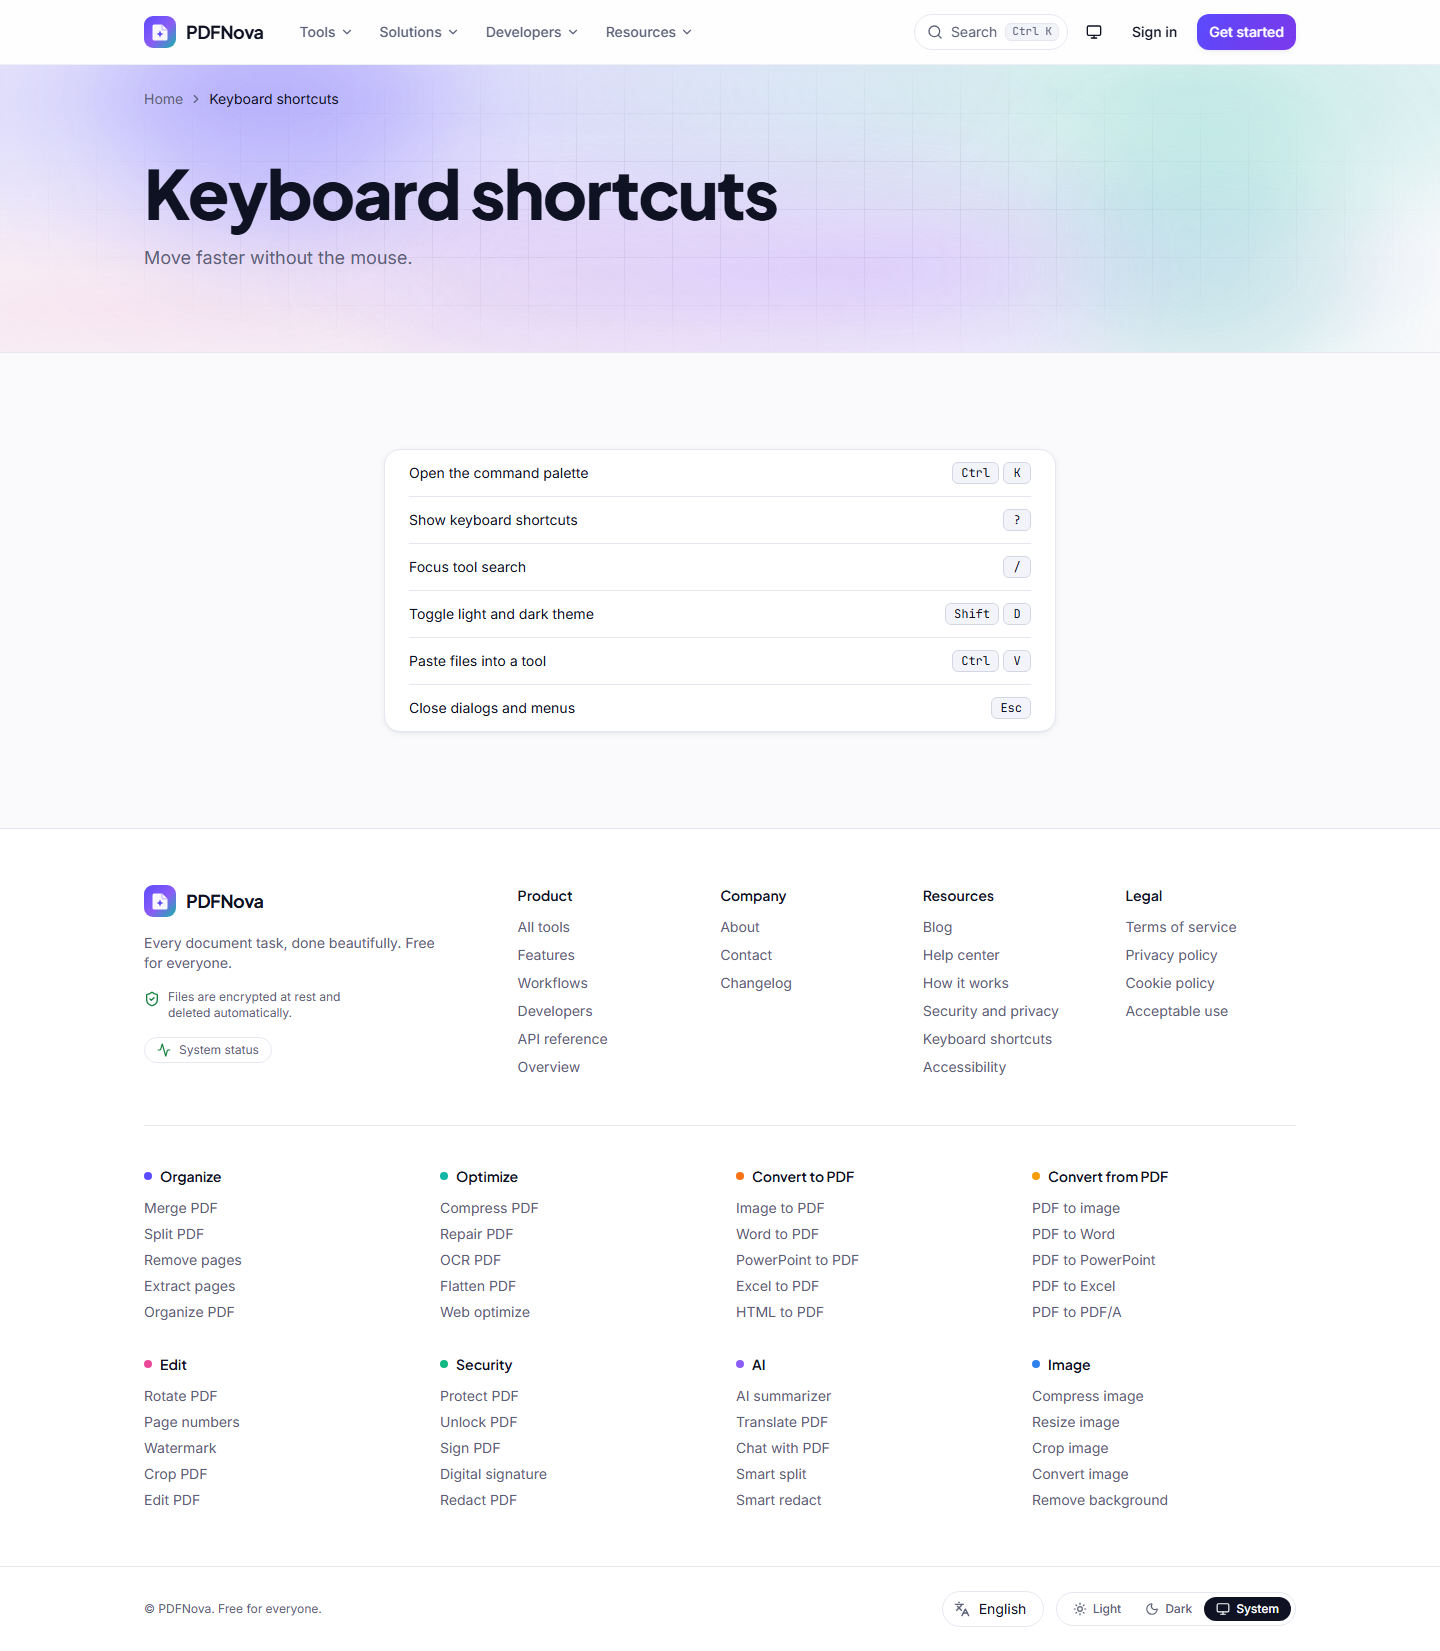 PDFNova Tools Solutions Developers Resources Search Ctrl K Sign in Get started
Home Keyboard shortcuts
Keyboard shortcuts
Move faster without the mouse.
Open the command palette Ctrl K
Show keyboard shortcuts ?
Focus tool search /
Toggle light and dark theme Shift D
Paste files into a tool Ctrl V
Close dialogs and menus Esc
PDFNova
Every document task, done beautifully. Free
for everyone.
Files are encrypted at rest and
deleted automatically.
System status
Product
All tools
Features
Workflows
Developers
API reference
Overview
Company
About
Contact
Changelog
Resources
Blog
Help center
How it works
Security and privacy
Keyboard shortcuts
Accessibility
Legal
Terms of service
Privacy policy
Cookie policy
Acceptable use
Organize
Merge PDF
Split PDF
Remove pages
Extract pages
Organize PDF
Optimize
Compress PDF
Repair PDF
OCR PDF
Flatten PDF
Web optimize
Convert to PDF
Image to PDF
Word to PDF
PowerPoint to PDF
Excel to PDF
HTML to PDF
Convert from PDF
PDF to image
PDF to Word
PDF to PowerPoint
PDF to Excel
PDF to PDF/A
Edit
Rotate PDF
Page numbers
Watermark
Crop PDF
Edit PDF
Security
Protect PDF
Unlock PDF
Sign PDF
Digital signature
Redact PDF
AI
AI summarizer
Translate PDF
Chat with PDF
Smart split
Smart redact
Image
Compress image
Resize image
Crop image
Convert image
Remove background
© PDFNova. Free for everyone. English Light Dark System